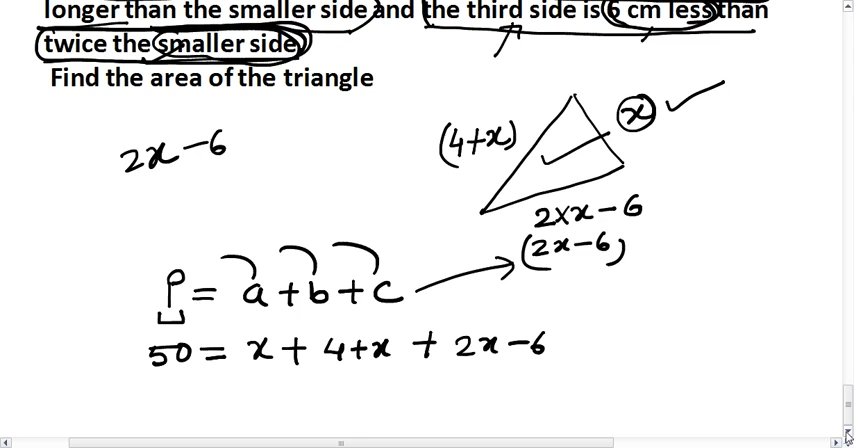 longer than the smaller side and the third side is 6 cm less than
twice the smaller side
Find the area of the triangle
2x-6
(4+x)
x
2×x-6
(2x-6)
P = a+b+c
50 = x + 4+x + 2x-6